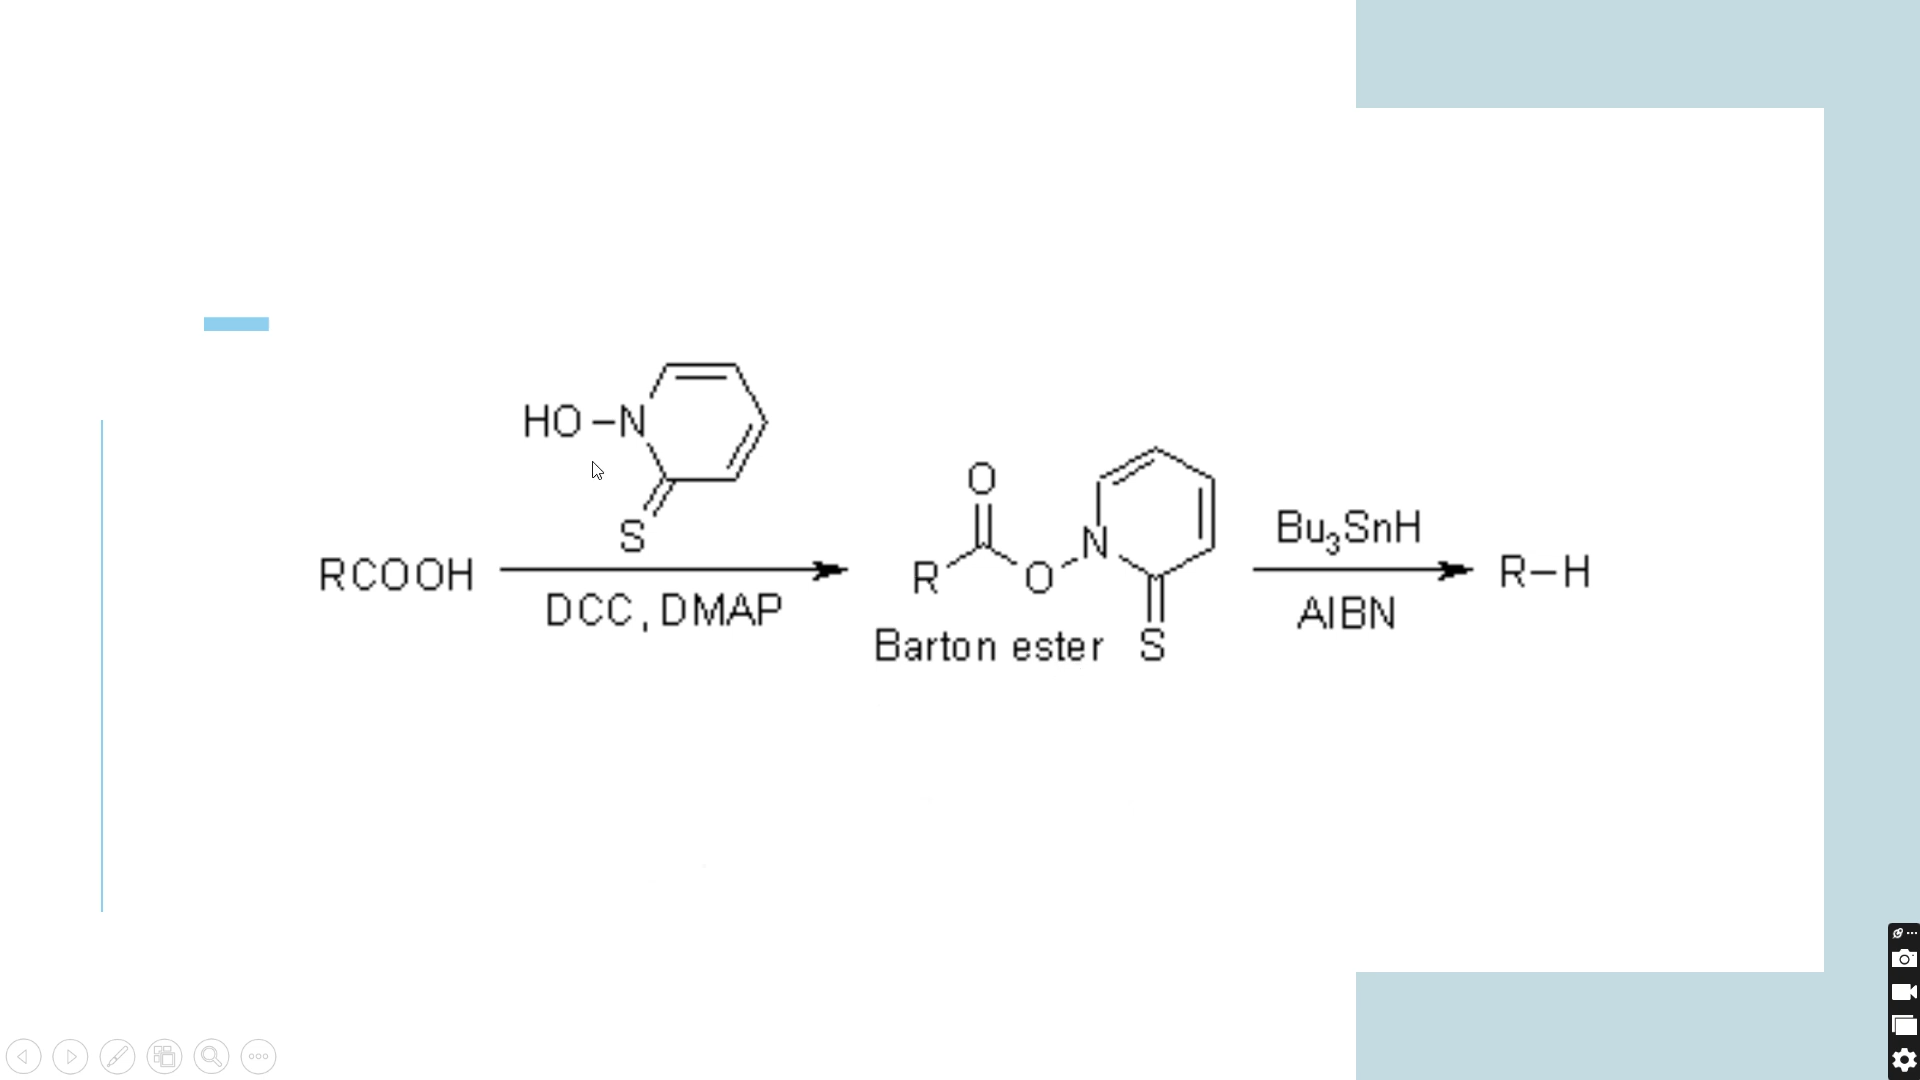 HO–N
S
RCOOH
DCC, DMAP
O
R
O
N
S
Barton ester
Bu₃SnH
AIBN
R–H